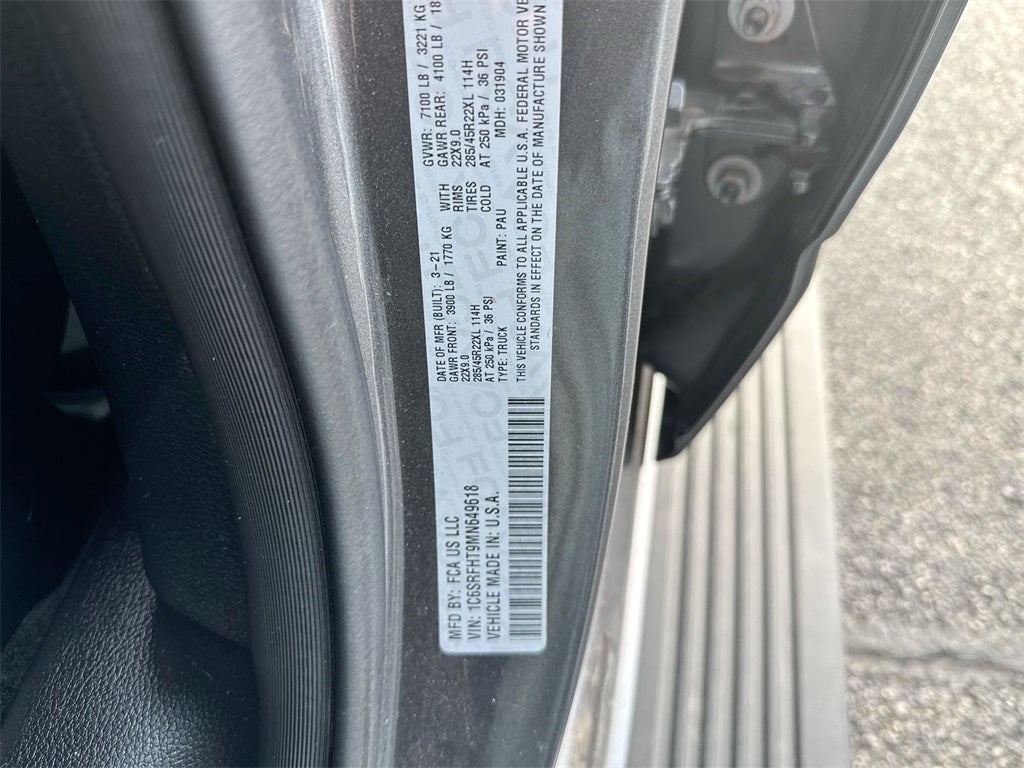 MFD BY: FCA US LLC
VIN: 1C6SRFHT9MN649618
VEHICLE MADE IN: U.S.A.
DATE OF MFR (BUILT): 3-21
GVWR: 7100 LB / 3221 KG
GAWR FRONT: 3900 LB / 1770 KG WITH GAWR REAR: 4100 LB / 18
22X9.0 RIMS 22X9.0
285/45R22XL 114H TIRES 285/45R22XL 114H
AT 250 kPa / 36 PSI COLD AT 250 kPa / 36 PSI
TYPE: TRUCK PAINT: PAU MDH: 031904
THIS VEHICLE CONFORMS TO ALL APPLICABLE U.S.A. FEDERAL MOTOR VE
STANDARDS IN EFFECT ON THE DATE OF MANUFACTURE SHOWN